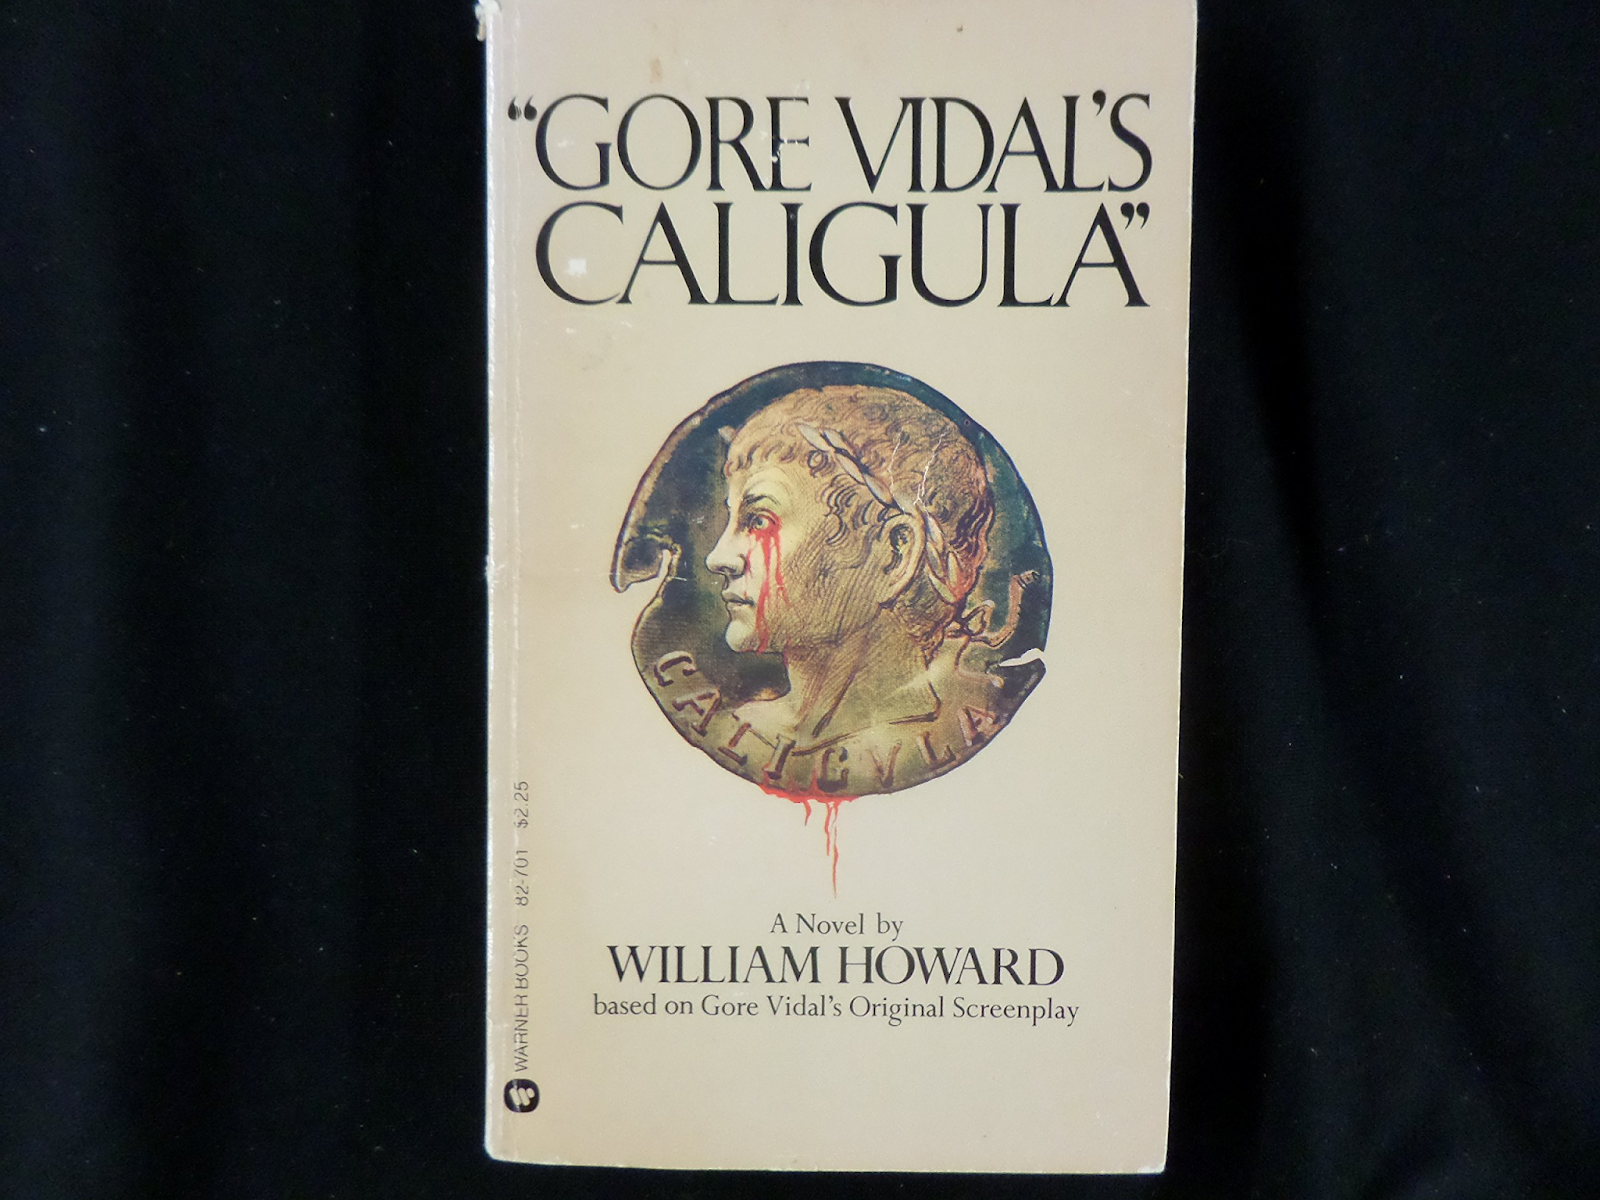 “GORE VIDAL’S
CALIGULA”
CALIGVLA
A Novel by
WILLIAM HOWARD
based on Gore Vidal’s Original Screenplay
WARNER BOOKS 82-701 $2.25